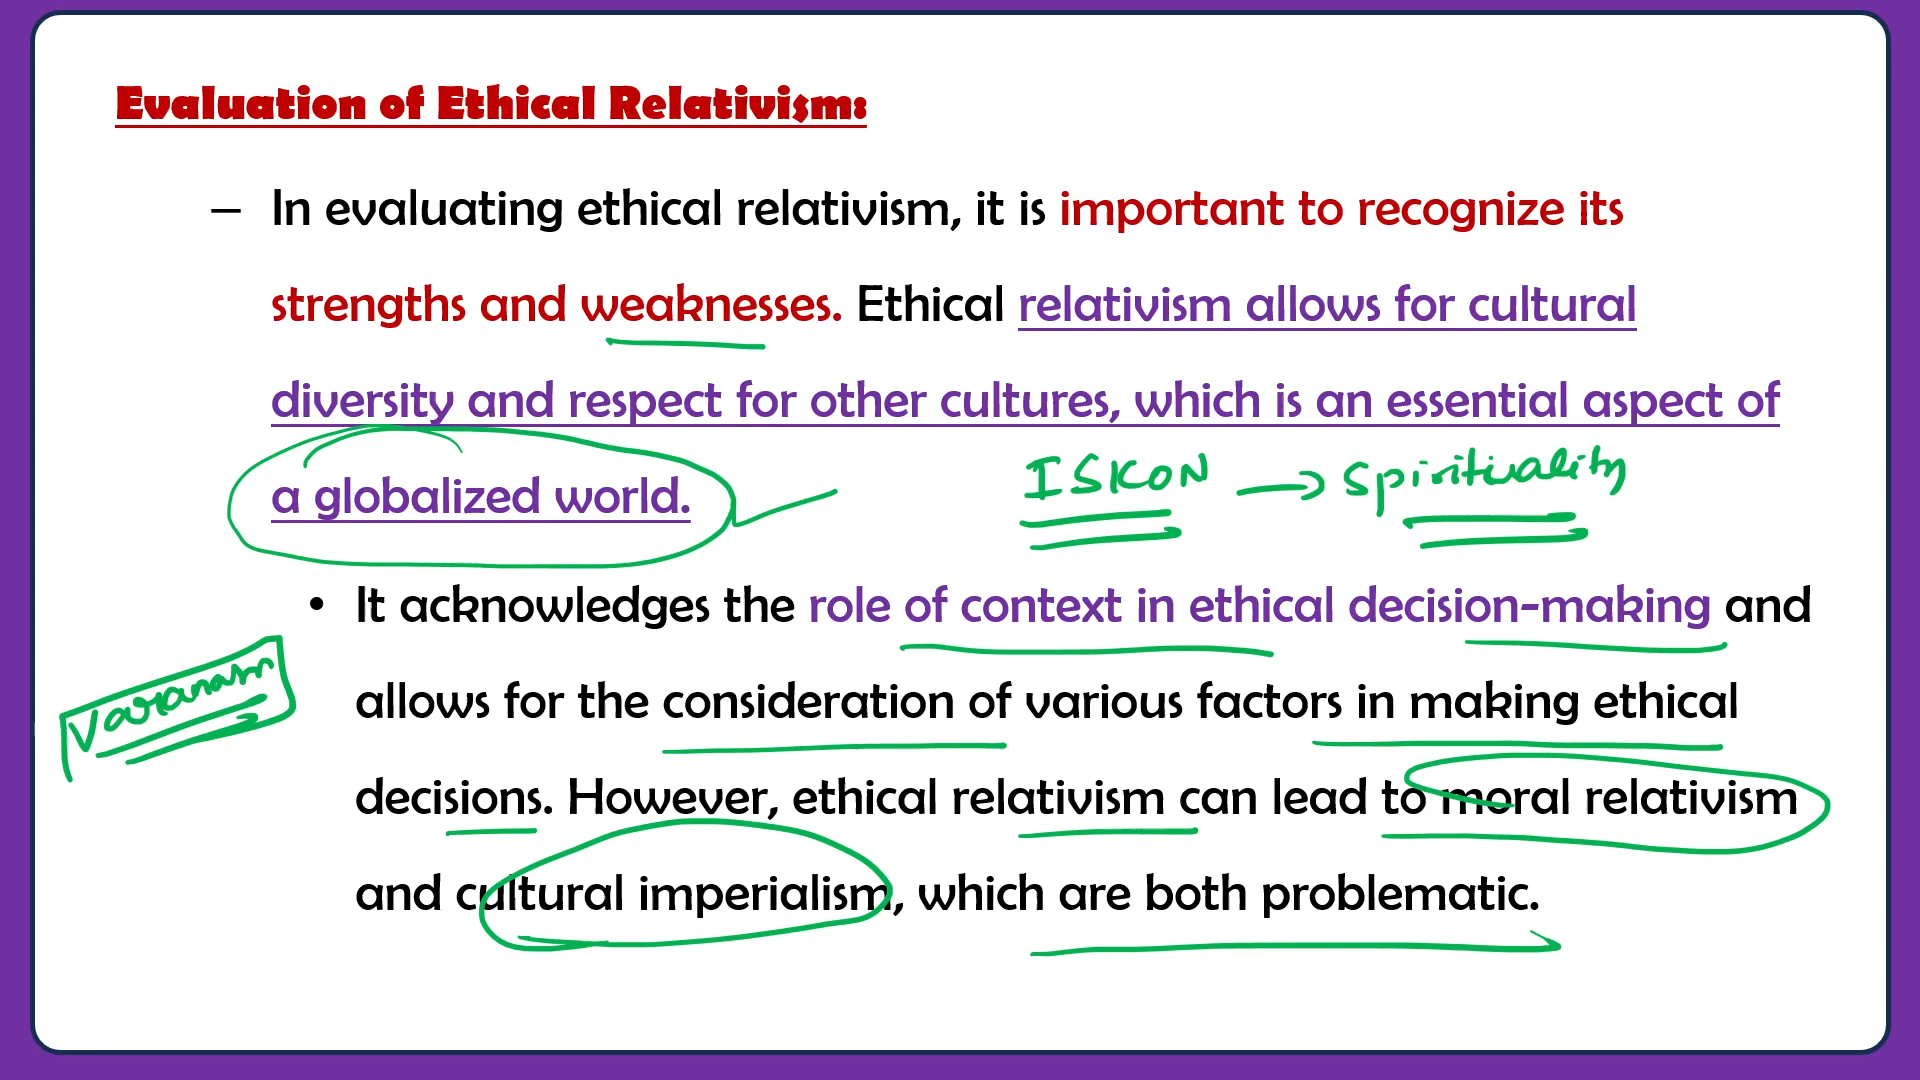 Evaluation of Ethical Relativism:
– In evaluating ethical relativism, it is important to recognize its
strengths and weaknesses. Ethical relativism allows for cultural
diversity and respect for other cultures, which is an essential aspect of
a globalized world.
ISKON → Spirituality
• It acknowledges the role of context in ethical decision-making and
Varanasi
allows for the consideration of various factors in making ethical
decisions. However, ethical relativism can lead to moral relativism
and cultural imperialism, which are both problematic.